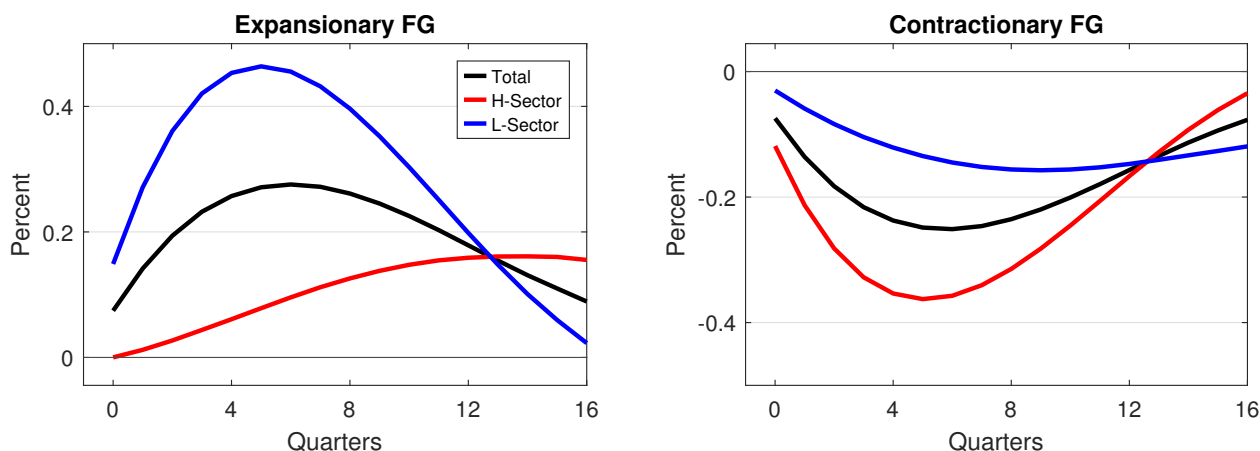 Expansionary FG
Percent
0.4
0.2
0
Total
H-Sector
L-Sector
0 4 8 12 16
Quarters
Contractionary FG
Percent
0
-0.2
-0.4
0 4 8 12 16
Quarters